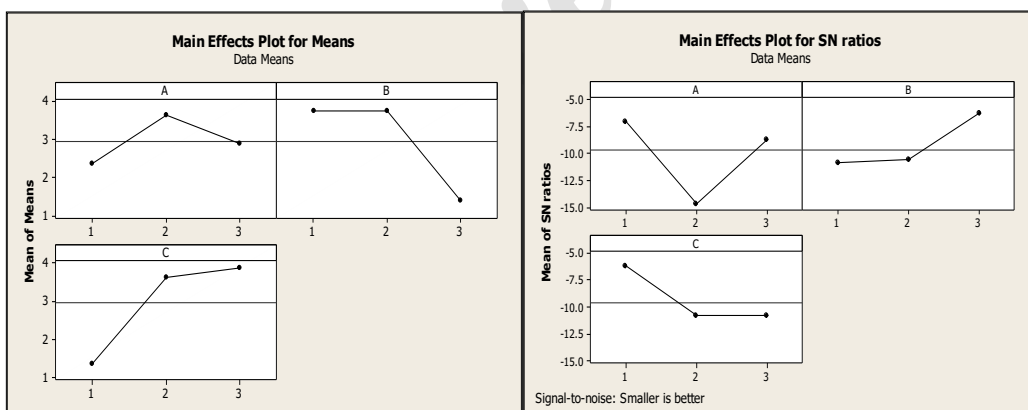 Main Effects Plot for Means
Data Means
Mean of Means
A
B
4
3
2
1
1
2
3
1
2
3
C
4
3
2
1
1
2
3
Main Effects Plot for SN ratios
Data Means
Mean of SN ratios
A
B
-5.0
-7.5
-10.0
-12.5
-15.0
1
2
3
1
2
3
C
-5.0
-7.5
-10.0
-12.5
-15.0
1
2
3
Signal-to-noise: Smaller is better